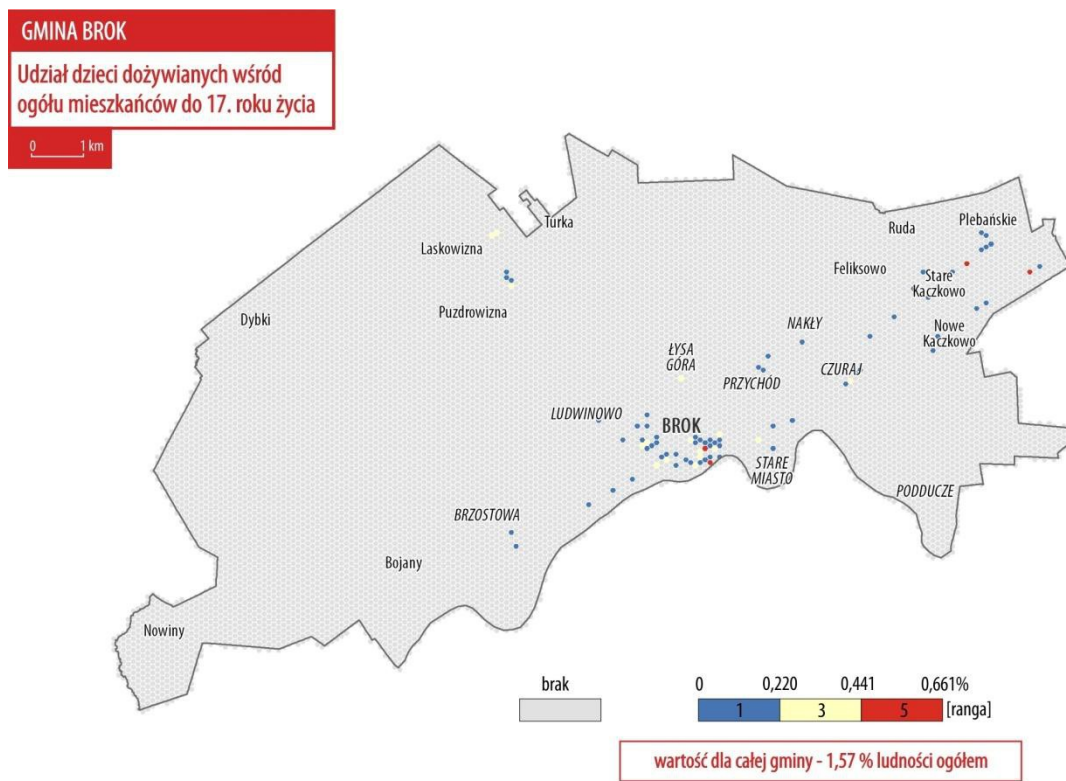 GMINA BROK
Udział dzieci dożywianych wśród
ogółu mieszkańców do 17. roku życia
0 1 km
Turka
Ruda
Plebańskie
Laskowizna
Feliksowo
Stare
Kaczkowo
Puzdrowizna
Dybki
NAKŁY
Nowe
Kaczkowo
ŁYSA
GÓRA
PRZYCHÓD
CZURAJ
LUDWINOWO
BROK
STARE
MIASTO
PODDUCZE
BRZOSTOWA
Bojany
Nowiny
brak
0 0,220 0,441 0,661%
1 3 5 [ranga]
wartość dla całej gminy - 1,57 % ludności ogółem